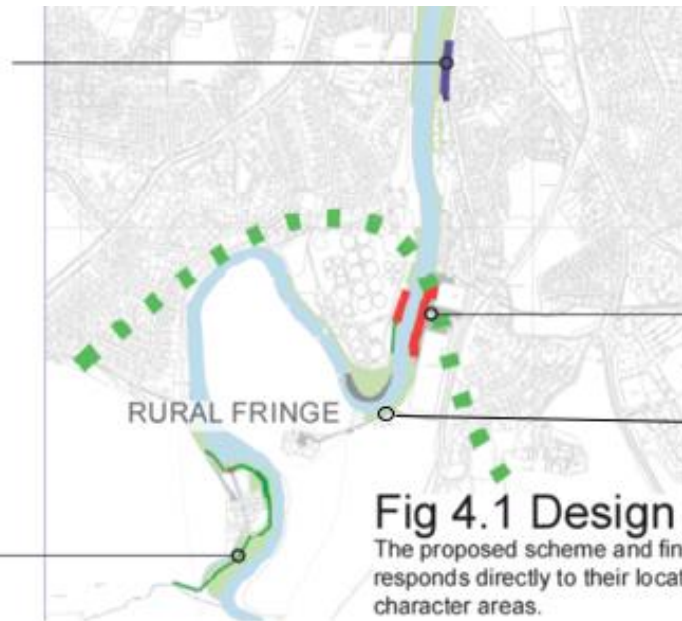 RURAL FRINGE
Fig 4.1 Design
The proposed scheme and fin
responds directly to their locat
character areas.